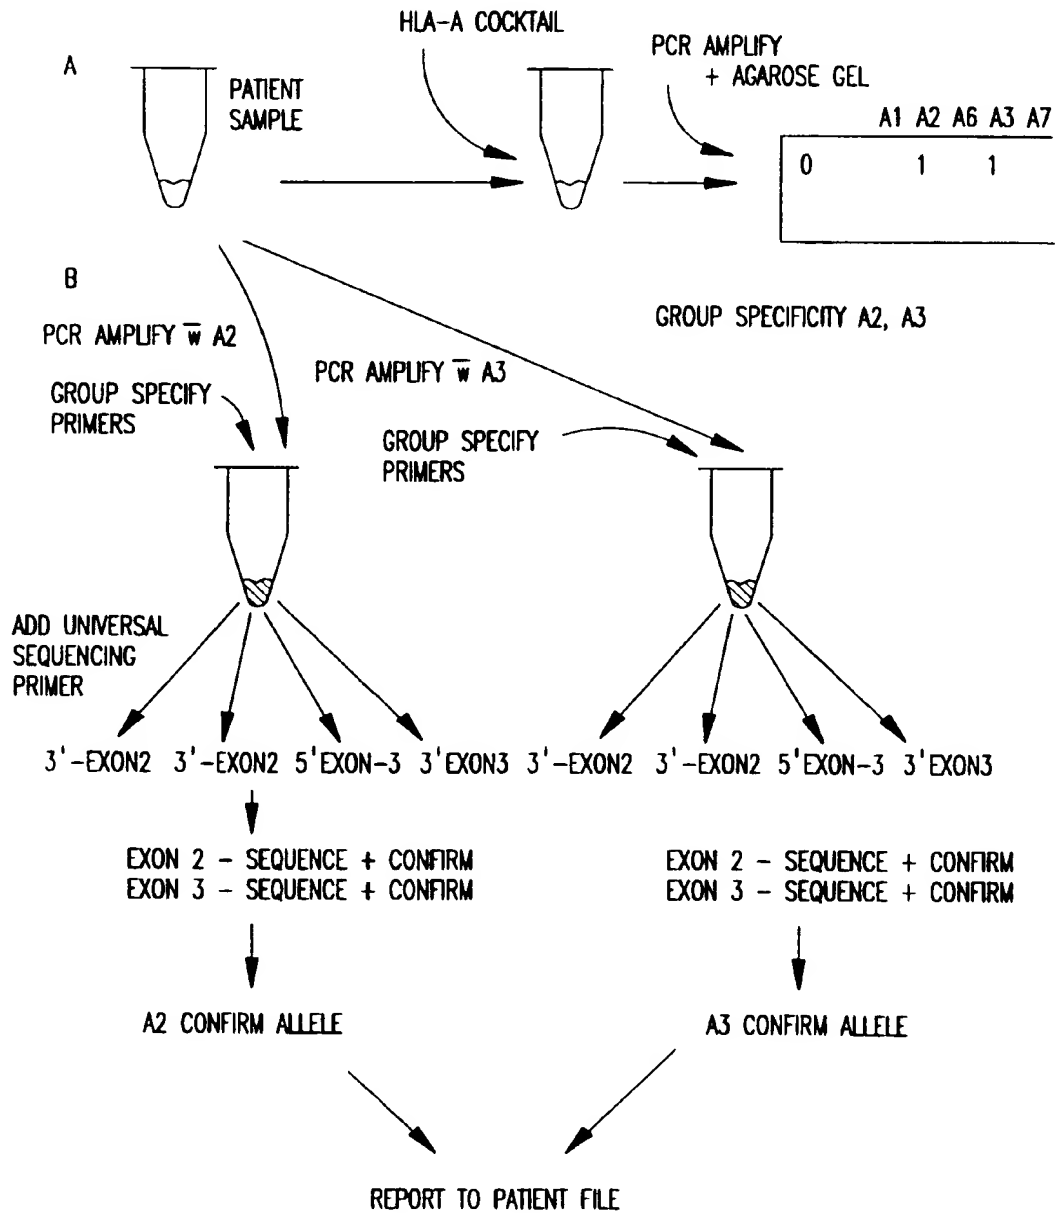 HLA-A COCKTAIL
A
PATIENT
SAMPLE
PCR AMPLIFY
+ AGAROSE GEL
A1 A2 A6 A3 A7
0 1 1
B
PCR AMPLIFY w̅ A2
GROUP SPECIFY
PRIMERS
GROUP SPECIFICITY A2, A3
PCR AMPLIFY w̅ A3
GROUP SPECIFY
PRIMERS
ADD UNIVERSAL
SEQUENCING
PRIMER
3'-EXON2 3'-EXON2 5'EXON-3 3'EXON3 3'-EXON2 3'-EXON2 5'EXON-3 3'EXON3
EXON 2 - SEQUENCE + CONFIRM
EXON 3 - SEQUENCE + CONFIRM
EXON 2 - SEQUENCE + CONFIRM
EXON 3 - SEQUENCE + CONFIRM
A2 CONFIRM ALLELE
A3 CONFIRM ALLELE
REPORT TO PATIENT FILE